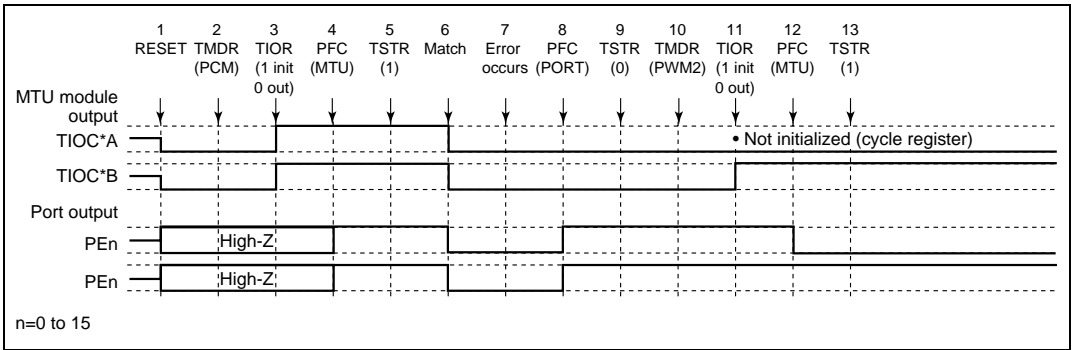 1 2 3 4 5 6 7 8 9 10 11 12 13
RESET TMDR TIOR PFC TSTR Match Error PFC TSTR TMDR TIOR PFC TSTR
(PCM) (1 init (MTU) (1) occurs (PORT) (0) (PWM2) (1 init (MTU) (1)
0 out) 0 out)
MTU module
output
TIOC*A
• Not initialized (cycle register)
TIOC*B
Port output
PEn
High-Z
PEn
High-Z
n=0 to 15